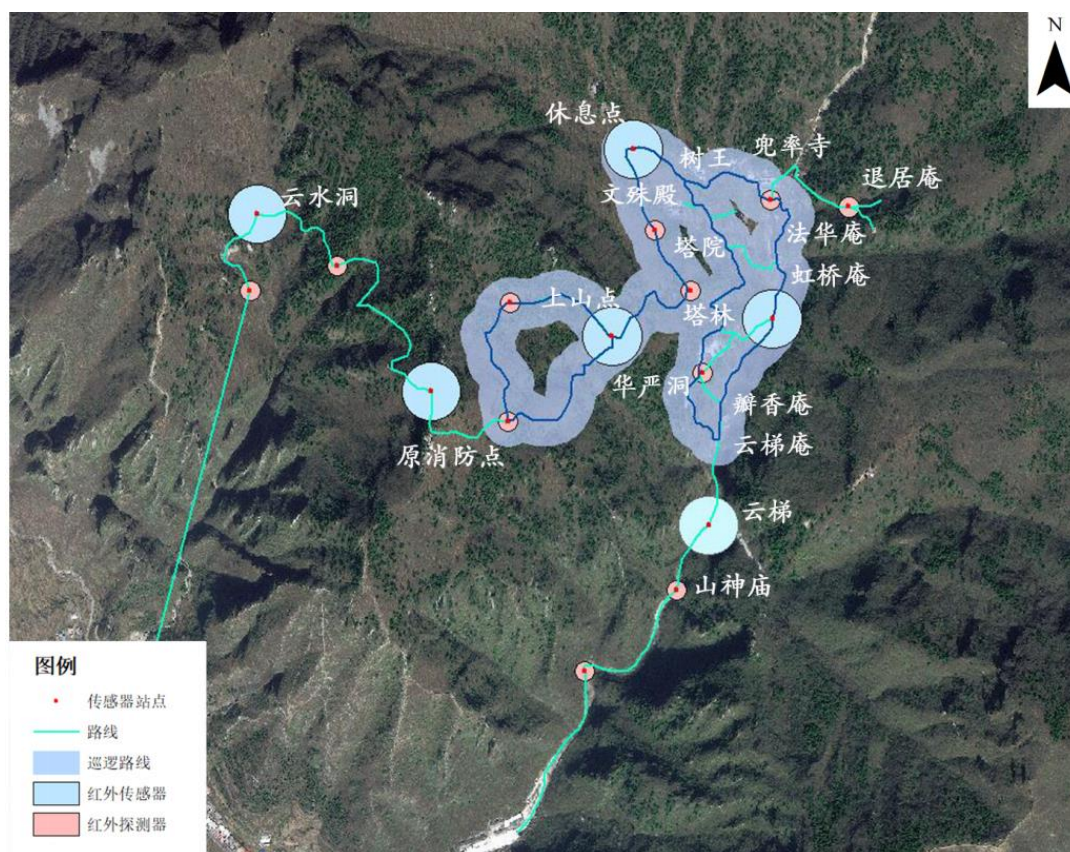 N
休息点
树王
兜率寺
退居庵
云水洞
文殊殿
塔院
法华庵
虹桥庵
上山点
塔林
华严洞
瓣香庵
原消防点
云梯庵
云梯
山神庙
图例
传感器站点
路线
巡逻路线
红外传感器
红外探测器